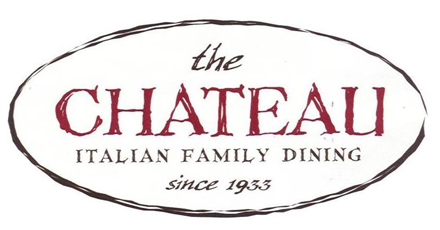 the
CHATEAU
ITALIAN FAMILY DINING
since 1933